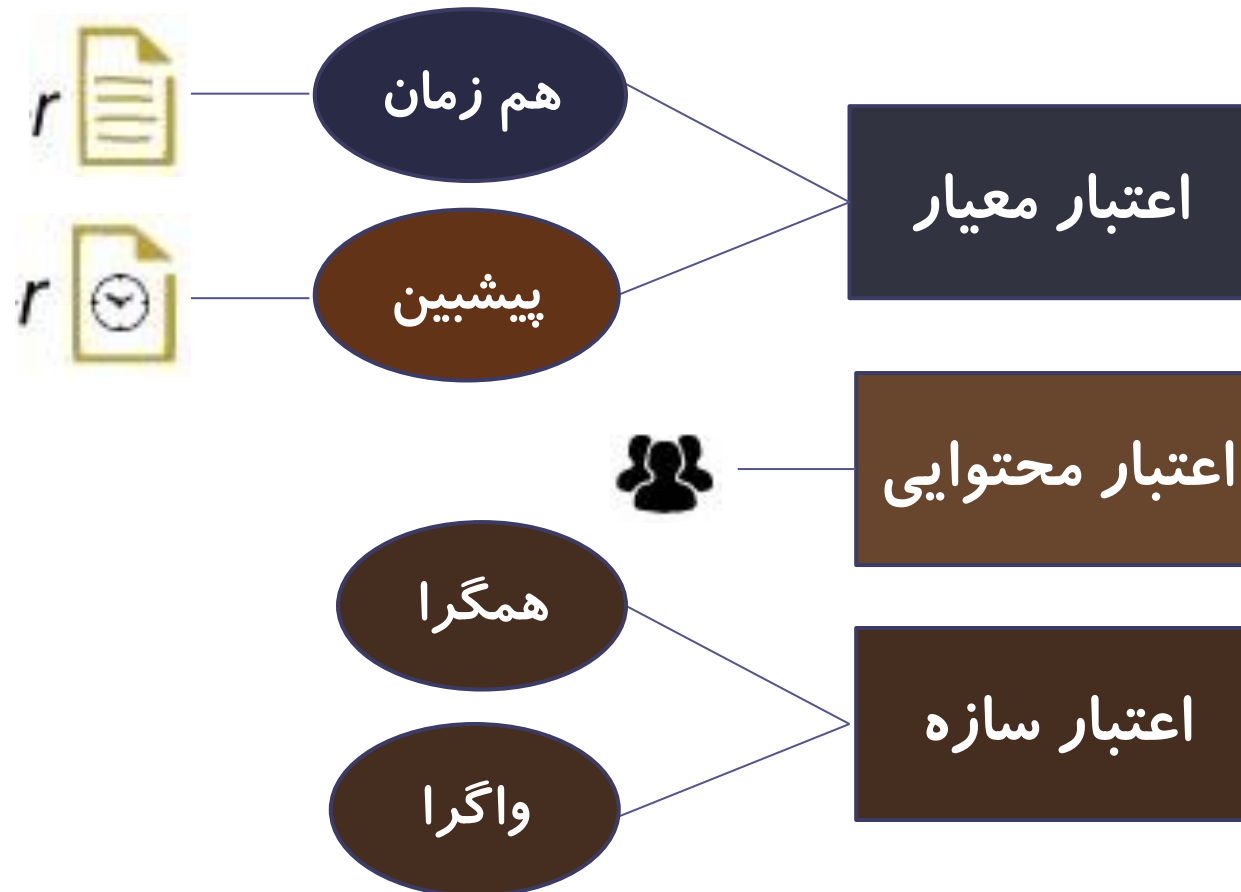 اعتبار معیار
هم زمان
r
پیشبین
r
اعتبار محتوایی
اعتبار سازه
همگرا
واگرا